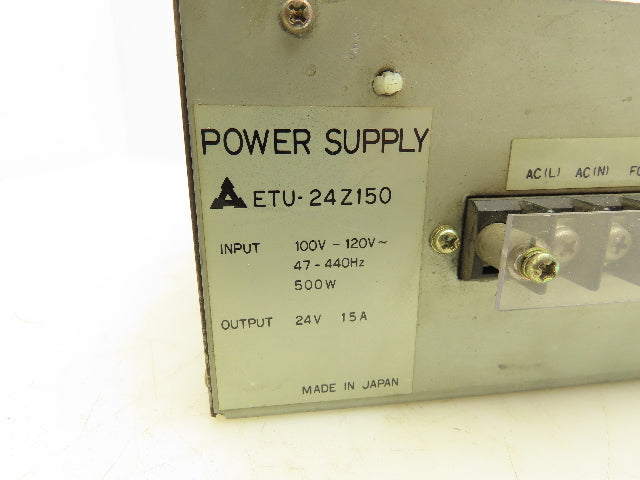 POWER SUPPLY
ETU-24Z150
INPUT 100V - 120V~
47 - 440Hz
500W
OUTPUT 24V 15A
MADE IN JAPAN
AC(L) AC(N)